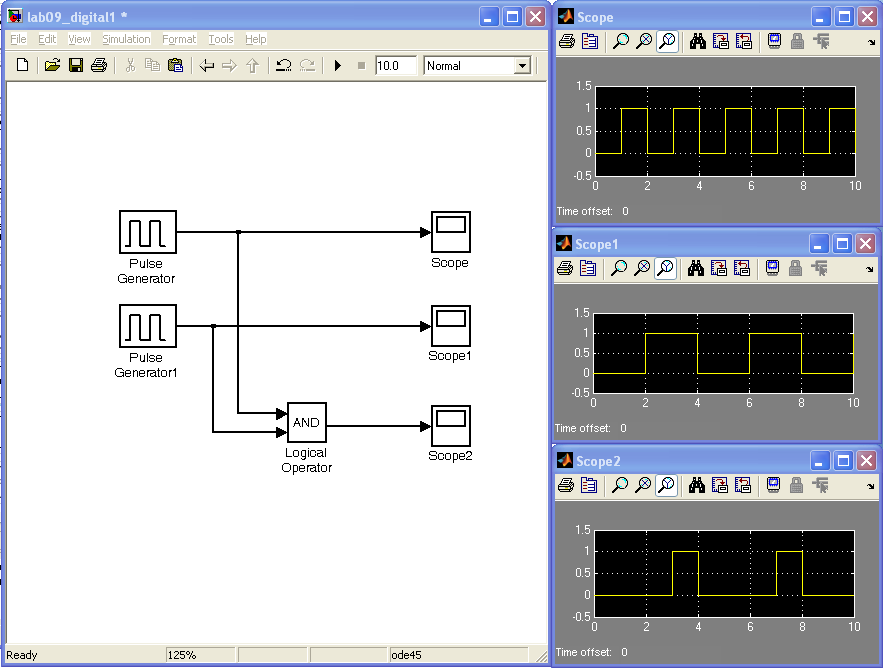 lab09_digital1 *
File Edit View Simulation Format Tools Help
10.0 Normal
Pulse
Generator
Scope
Pulse
Generator1
Scope1
AND
Logical
Operator
Scope2
Ready 125% ode45
Scope
1.5
1
0.5
0
-0.5
0 2 4 6 8 10
Time offset: 0
Scope1
1.5
1
0.5
0
-0.5
0 2 4 6 8 10
Time offset: 0
Scope2
1.5
1
0.5
0
-0.5
0 2 4 6 8 10
Time offset: 0